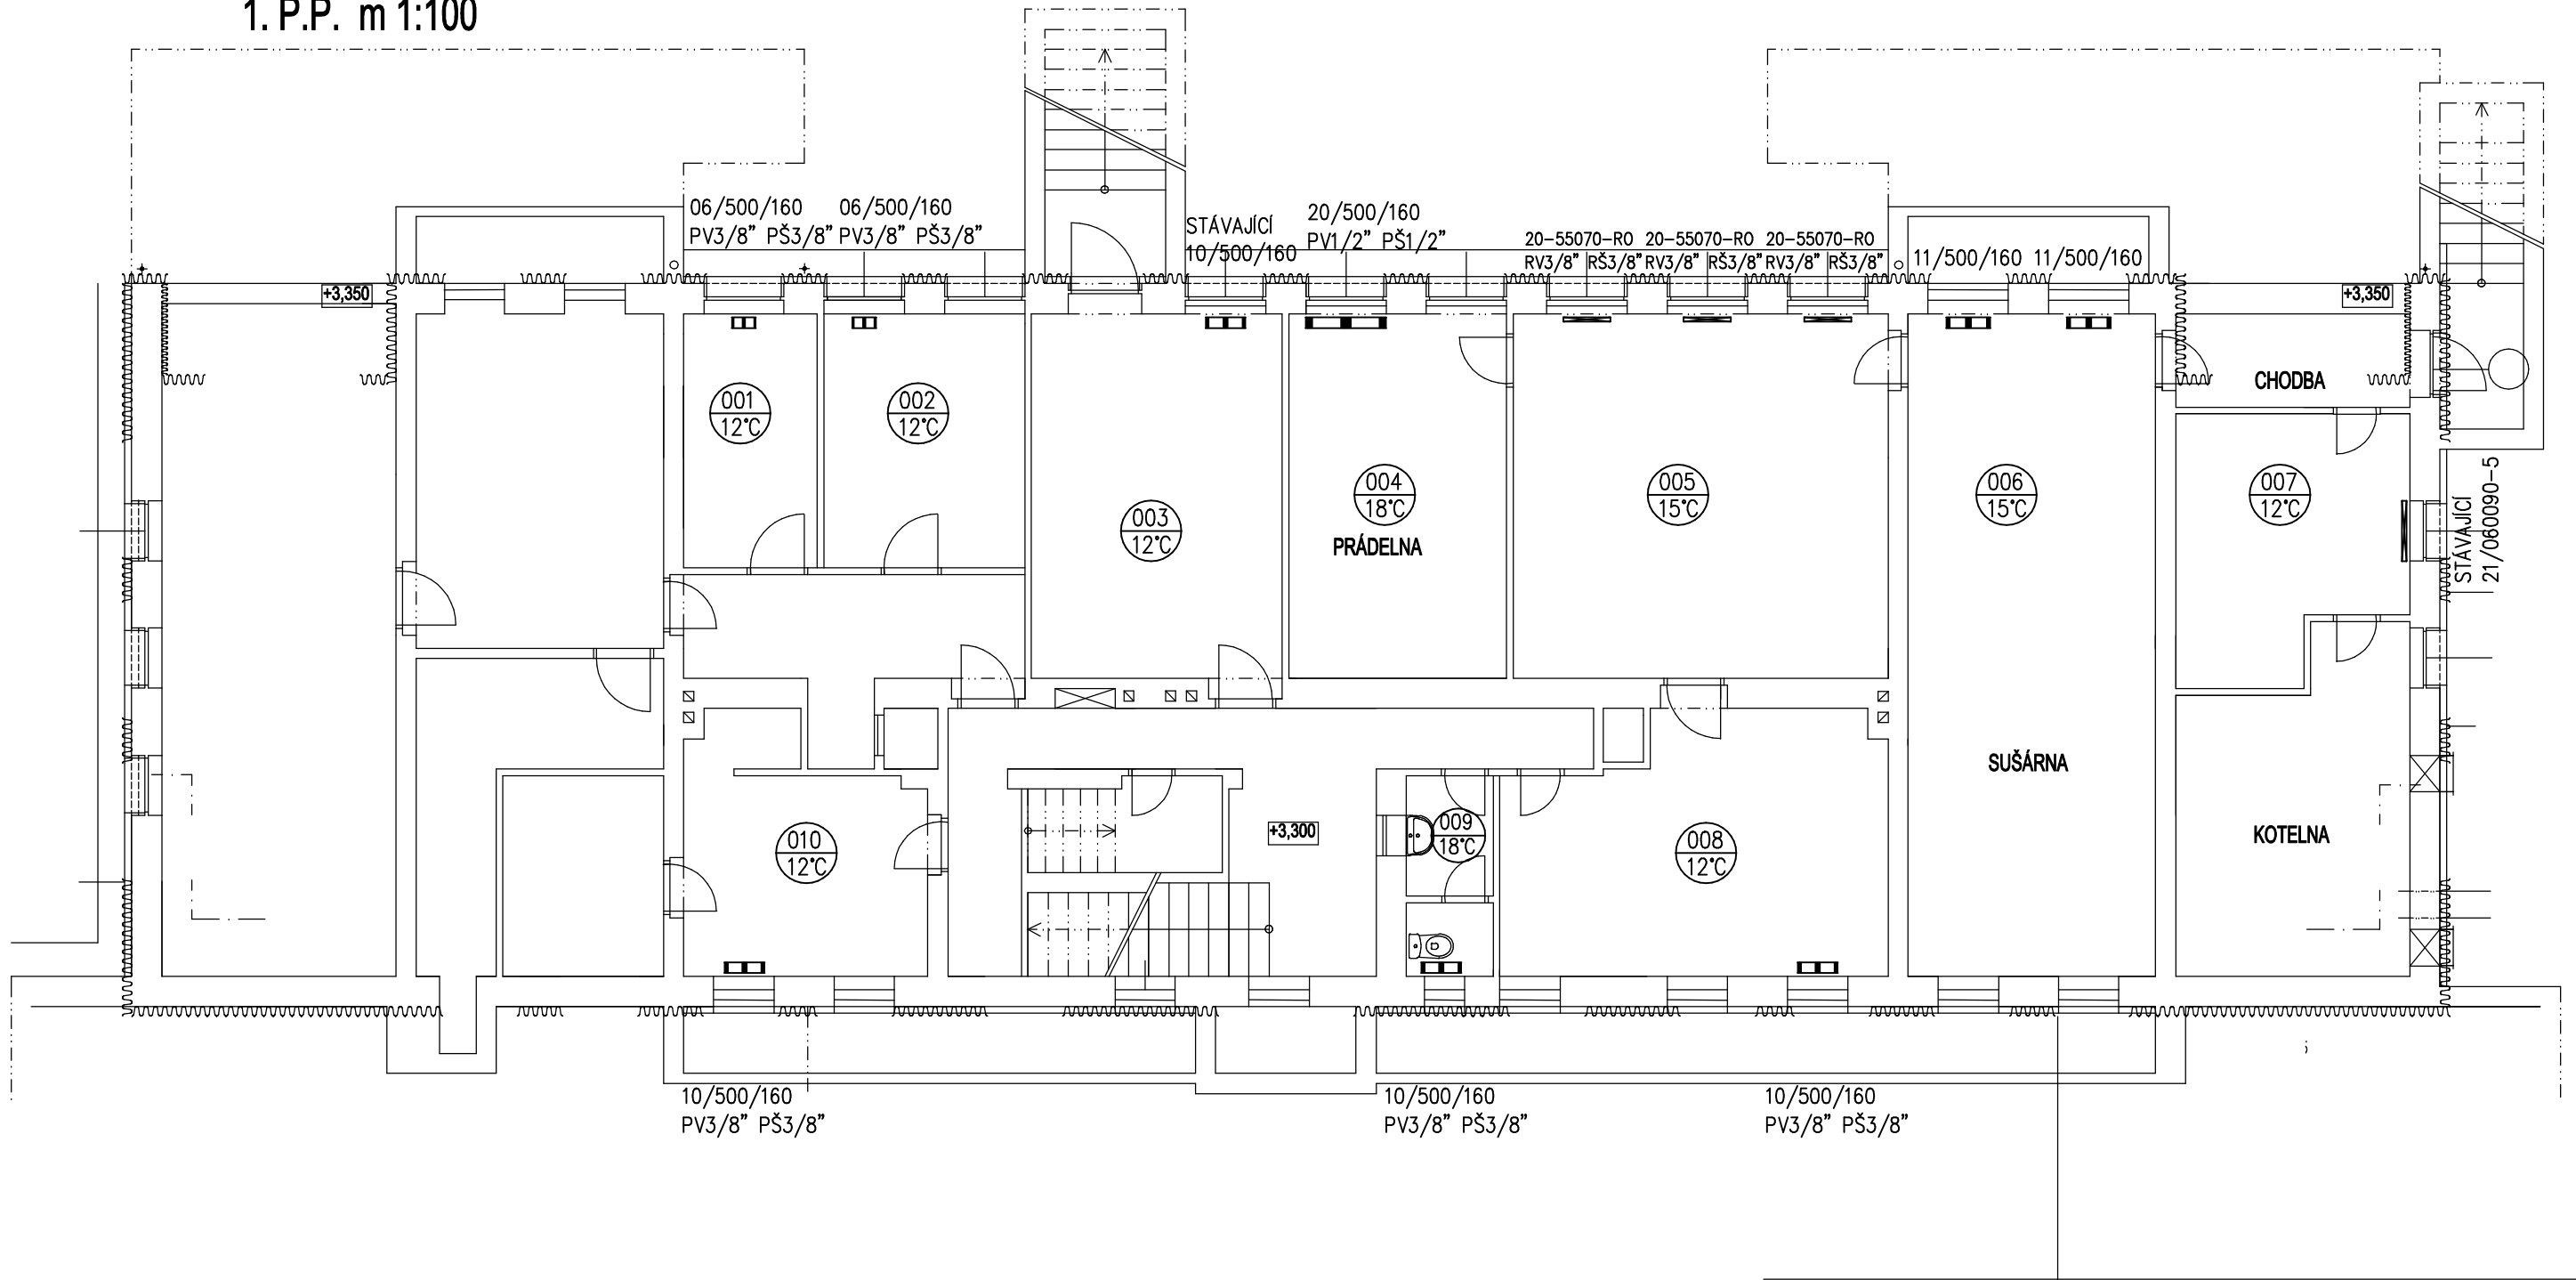 1. P.P. m 1:100
06/500/160
PV3/8” PŠ3/8”
06/500/160
PV3/8” PŠ3/8”
STÁVAJÍCÍ
10/500/160
20/500/160
PV1/2” PŠ1/2”
20-55070-RO
RV3/8” RŠ3/8”
20-55070-RO
RV3/8” RŠ3/8”
20-55070-RO
RV3/8” RŠ3/8”
11/500/160
11/500/160
+3,350
+3,350
CHODBA
001
12°C
002
12°C
003
12°C
004
18°C
PRÁDELNA
005
15°C
006
15°C
007
12°C
STÁVAJÍCÍ
21/060090-5
SUŠÁRNA
010
12°C
+3,300
009
18°C
008
12°C
KOTELNA
10/500/160
PV3/8” PŠ3/8”
10/500/160
PV3/8” PŠ3/8”
10/500/160
PV3/8” PŠ3/8”